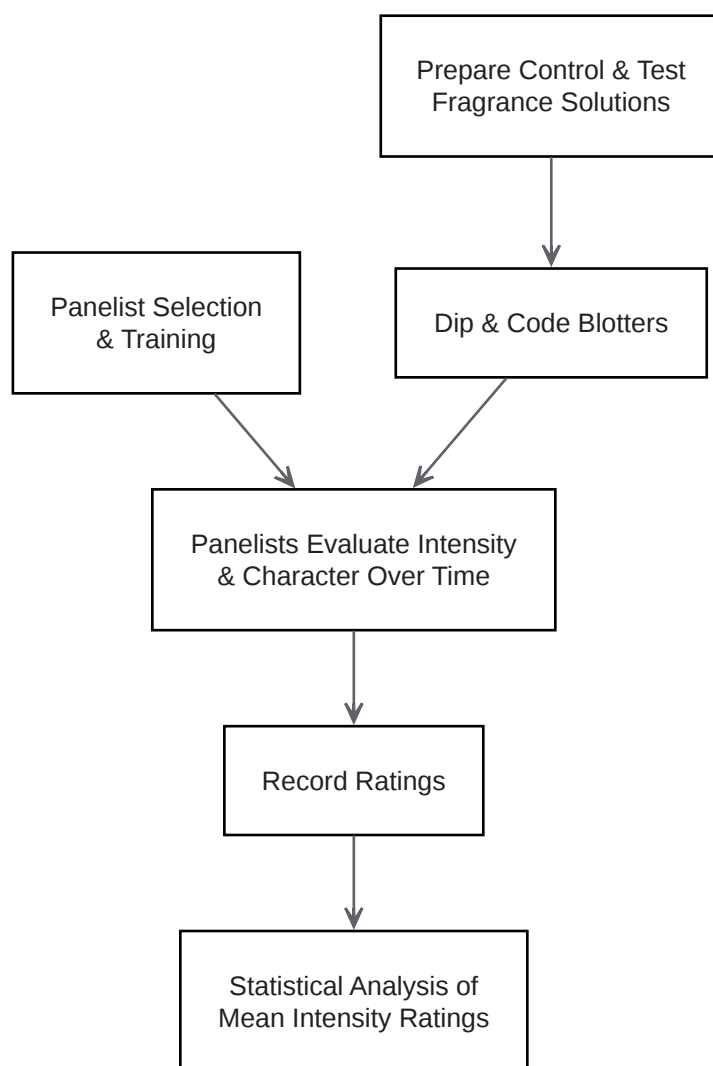 Prepare Control & Test
Fragrance Solutions
Panelist Selection
& Training
Dip & Code Blotters
Panelists Evaluate Intensity
& Character Over Time
Record Ratings
Statistical Analysis of
Mean Intensity Ratings